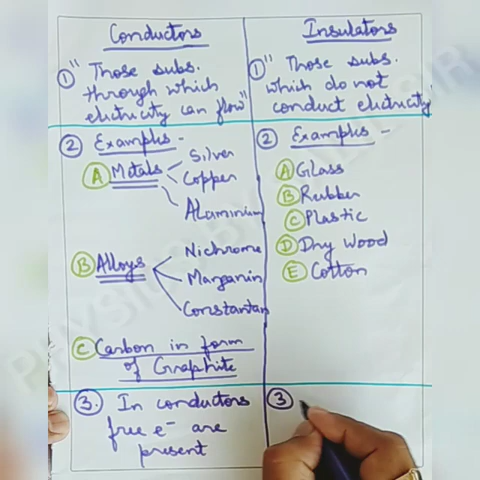 Conductors
① "Those subs.
through which
electricity can flow"
② Examples -
Ⓐ Metals
Silver
Copper
Aluminium
Ⓑ Alloys
Nichrome
Manganin
Constantan
Ⓒ Carbon in form
of Graphite
③. In conductors
free e⁻ are
present
Insulators
① "Those subs.
which do not
conduct electricity
② Examples -
Ⓐ Glass
Ⓑ Rubber
Ⓒ Plastic
Ⓓ Dry Wood
Ⓔ Cotton
③